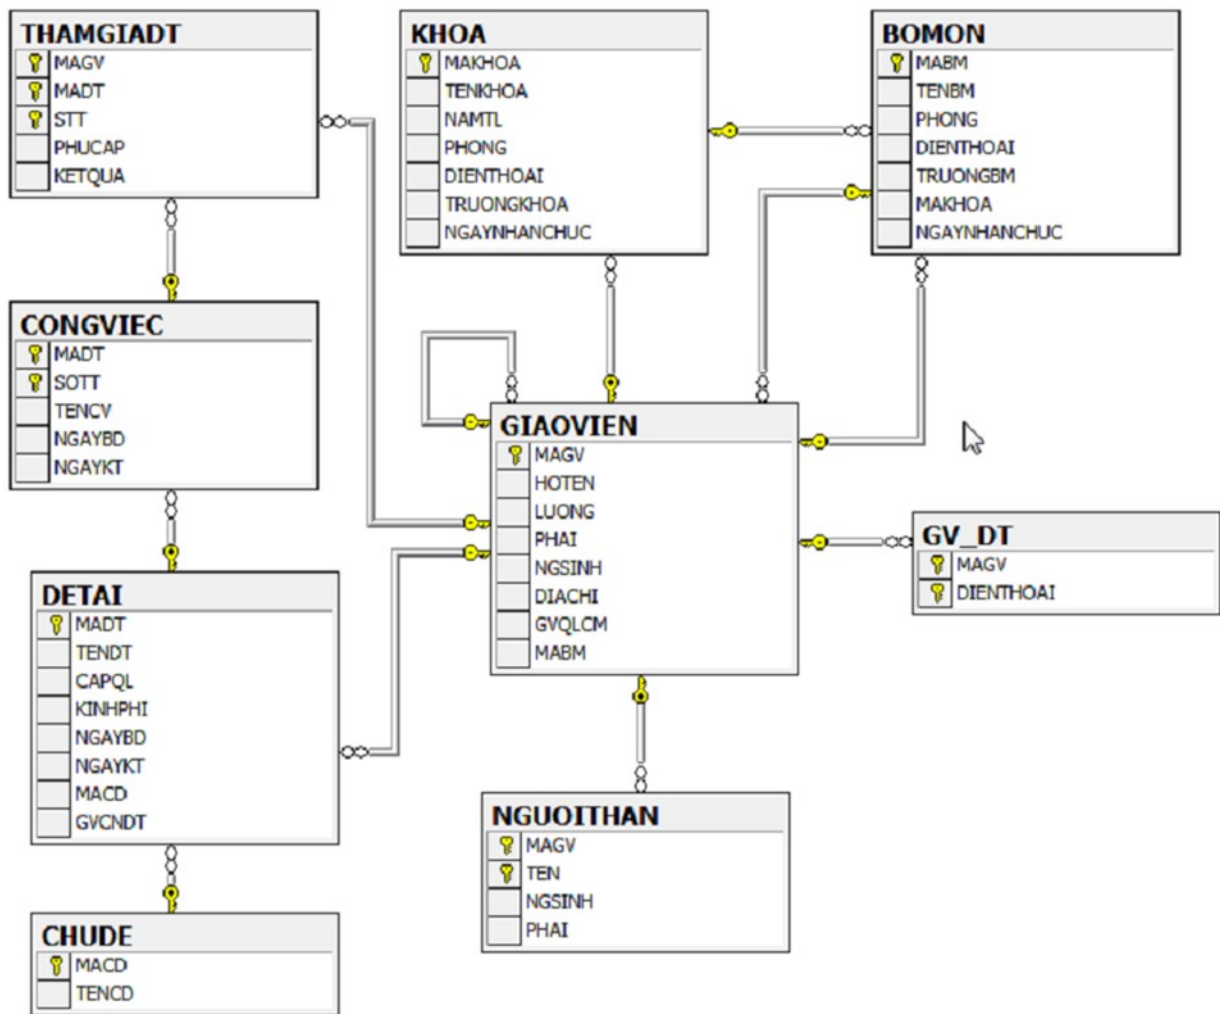 THAMGIADT
MAGV
MADT
STT
PHUCAP
KETQUA
KHOA
MAKHOA
TENKHOA
NAMTL
PHONG
DIENTHOAI
TRUONGKHOA
NGAYNHANCHUC
BOMON
MABM
TENBM
PHONG
DIENTHOAI
TRUONGBM
MAKHOA
NGAYNHANCHUC
CONGVIEC
MADT
SOTT
TENCV
NGAYBD
NGAYKT
GIAOVIEN
MAGV
HOTEN
LUONG
PHAI
NGSINH
DIACHI
GVQLCM
MABM
GV_DT
MAGV
DIENTHOAI
DETAI
MADT
TENDT
CAPQL
KINHPHI
NGAYBD
NGAYKT
MACD
GVCNDT
NGUOITHAN
MAGV
TEN
NGSINH
PHAI
CHUDE
MACD
TENCD